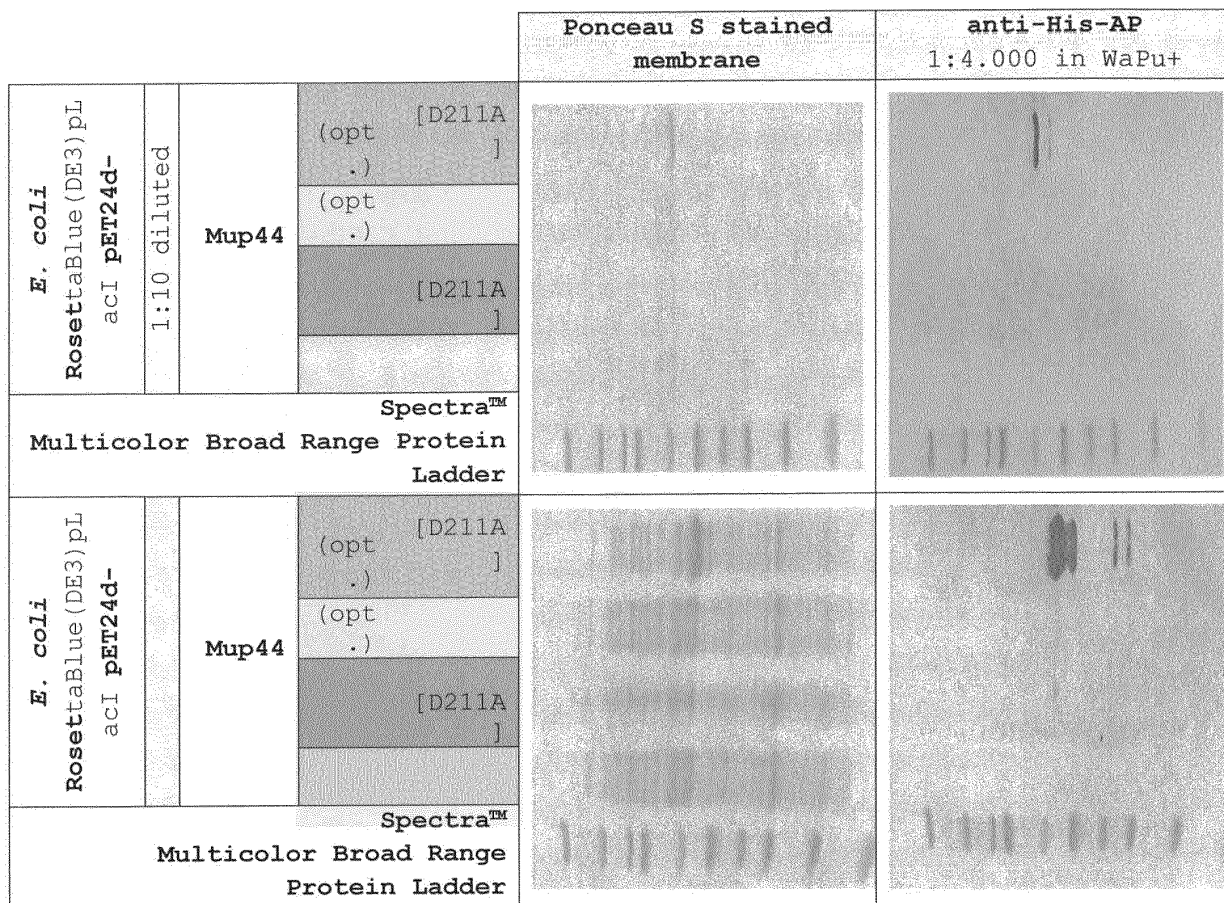 Ponceau S stained
membrane
anti-His-AP
1:4.000 in WaPu+
E. coli
RosettaBlue(DE3)pL
acI pET24d-
1:10 diluted
Mup44
(opt
.)
[D211A
]
(opt
.)
[D211A
]
Spectra™
Multicolor Broad Range Protein
Ladder
E. coli
RosettaBlue(DE3)pL
acI pET24d-
Mup44
(opt
.)
[D211A
]
(opt
.)
[D211A
]
Spectra™
Multicolor Broad Range
Protein Ladder